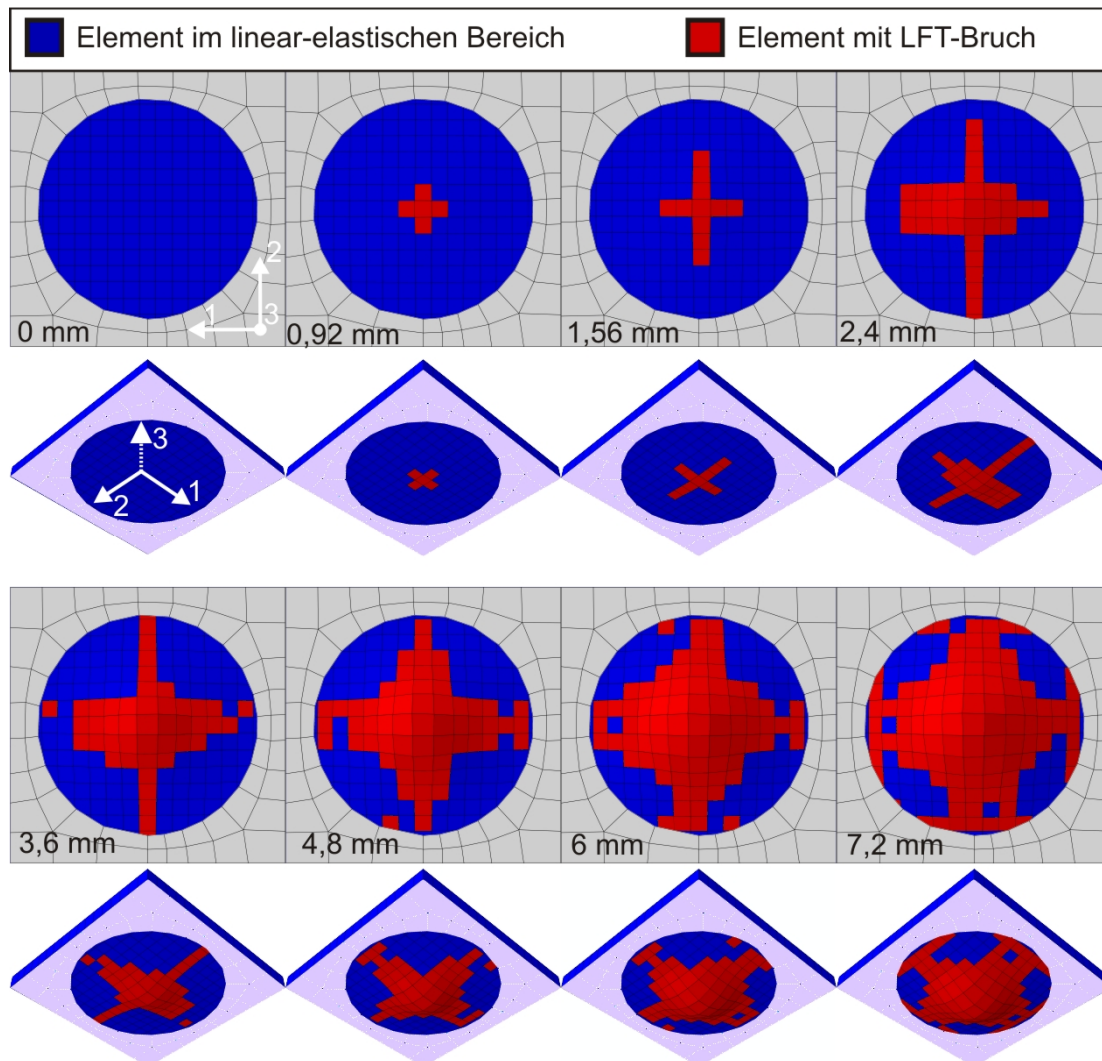 Element im linear-elastischen Bereich
Element mit LFT-Bruch
2
1
3
0 mm
0,92 mm
1,56 mm
2,4 mm
3
2
1
3,6 mm
4,8 mm
6 mm
7,2 mm